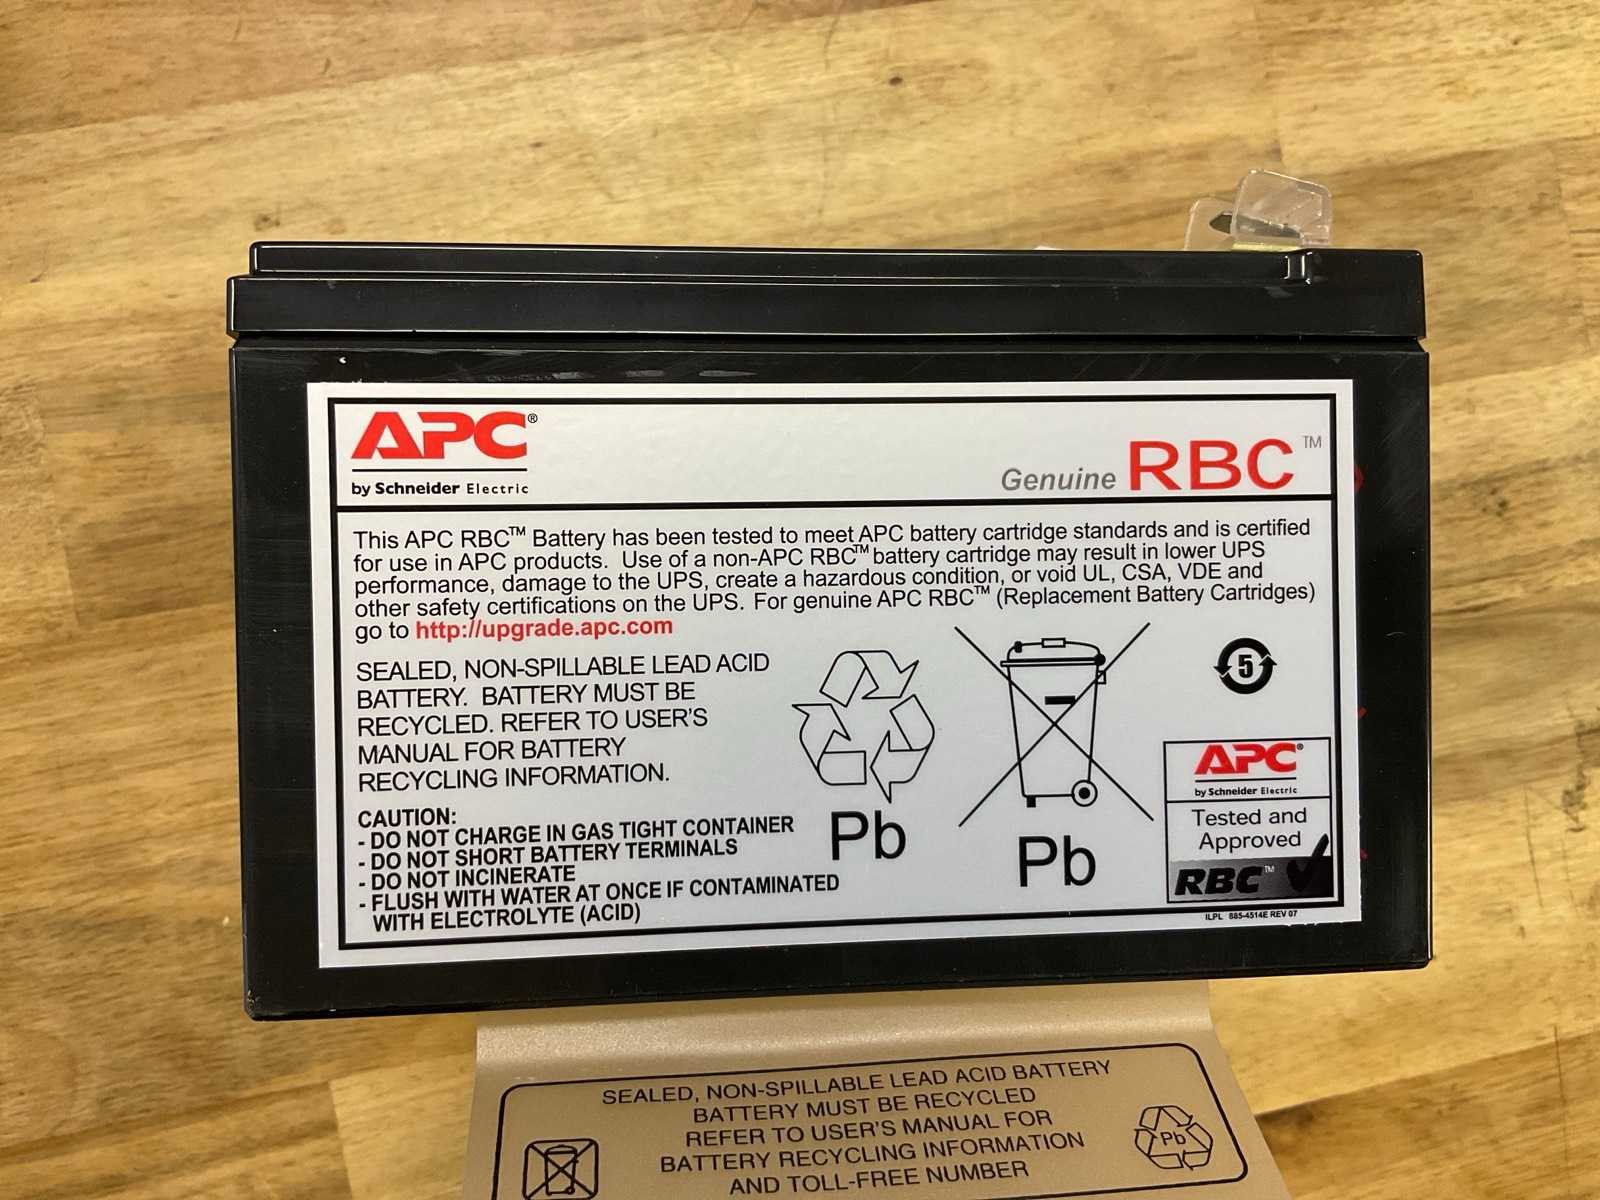 APC®
by Schneider Electric
Genuine RBC™
This APC RBC™ Battery has been tested to meet APC battery cartridge standards and is certified
for use in APC products. Use of a non-APC RBC™ battery cartridge may result in lower UPS
performance, damage to the UPS, create a hazardous condition, or void UL, CSA, VDE and
other safety certifications on the UPS. For genuine APC RBC™ (Replacement Battery Cartridges)
go to http://upgrade.apc.com
SEALED, NON-SPILLABLE LEAD ACID
BATTERY. BATTERY MUST BE
RECYCLED. REFER TO USER'S
MANUAL FOR BATTERY
RECYCLING INFORMATION.
CAUTION:
- DO NOT CHARGE IN GAS TIGHT CONTAINER
- DO NOT SHORT BATTERY TERMINALS
- DO NOT INCINERATE
- FLUSH WITH WATER AT ONCE IF CONTAMINATED
WITH ELECTROLYTE (ACID)
Pb
Pb
5
APC®
by Schneider Electric
Tested and
Approved
RBC™
ILPL 885-4514E REV 07
SEALED, NON-SPILLABLE LEAD ACID BATTERY
BATTERY MUST BE RECYCLED
REFER TO USER'S MANUAL FOR
BATTERY RECYCLING INFORMATION
AND TOLL-FREE NUMBER
Pb